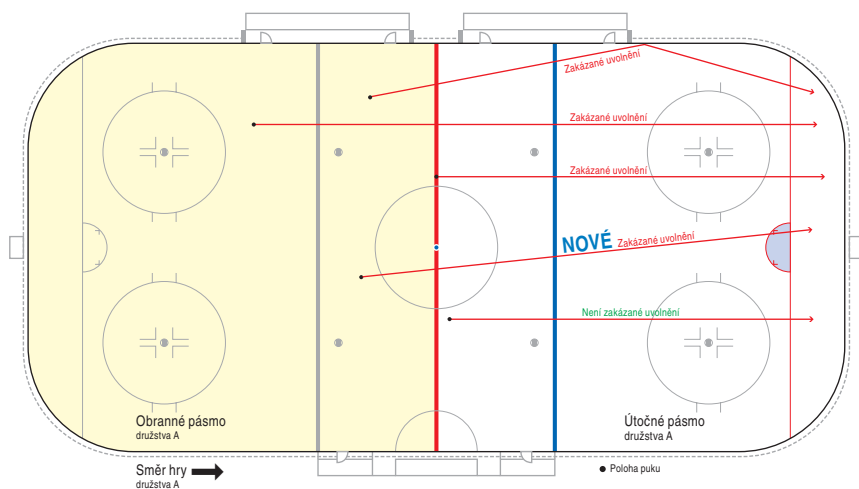 Zakázané uvolnění
Zakázané uvolnění
Zakázané uvolnění
NOVÉ Zakázané uvolnění
Není zakázané uvolnění
Obranné pásmo
družstva A
Útočné pásmo
družstva A
Směr hry
družstva A
Poloha puku